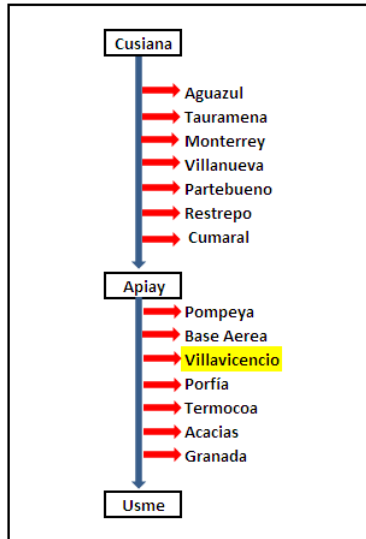 Cusiana
Aguazul
Tauramena
Monterrey
Villanueva
Partebueno
Restrepo
Cumaral
Apiay
Pompeya
Base Aerea
Villavicencio
Porfía
Termocoa
Acacias
Granada
Usme